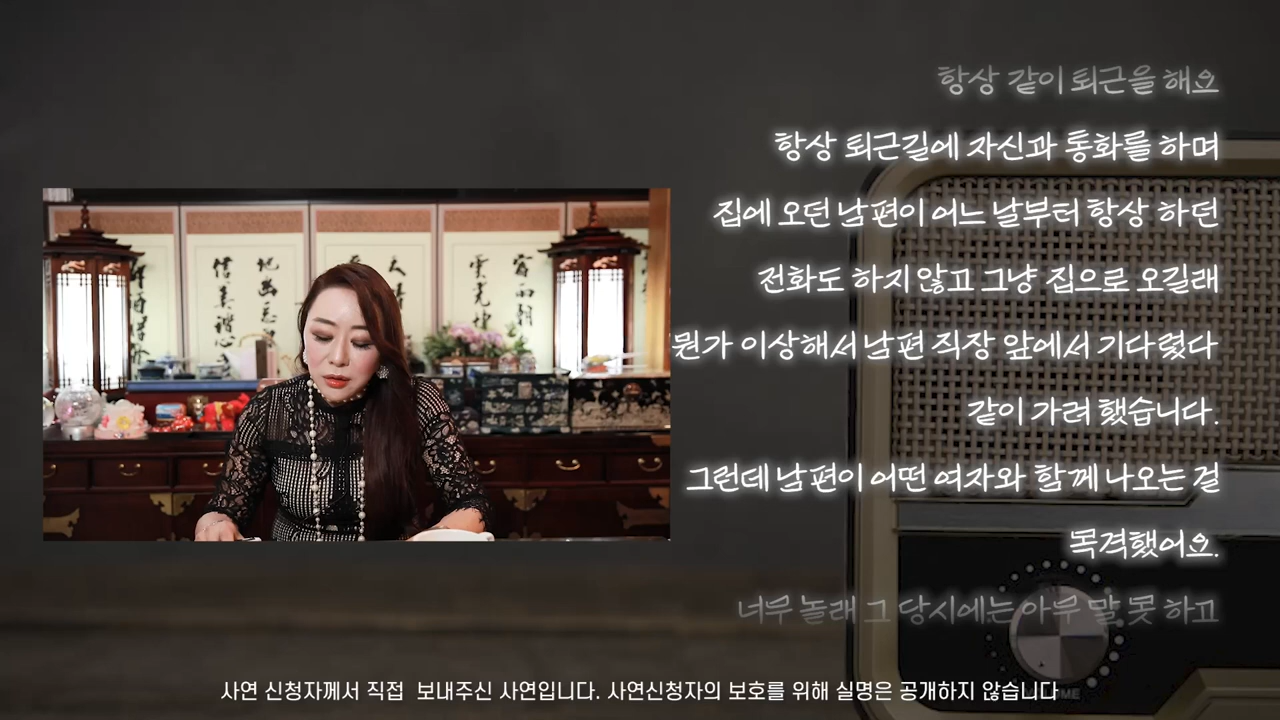 항상 같이 퇴근을 해요
항상 퇴근길에 자신과 통화를 하며
집에 오던 남편이 어느 날부터 항상 하던
전화도 하지 않고 그냥 집으로 오길래
뭔가 이상해서 남편 직장 앞에서 기다렸다
같이 가려 했습니다.
그런데 남편이 어떤 여자와 함께 나오는 걸
목격했어요.
너무 놀래 그 당시에는 아무 말 못 하고
사연 신청자께서 직접 보내주신 사연입니다. 사연신청자의 보호를 위해 실명은 공개하지 않습니다